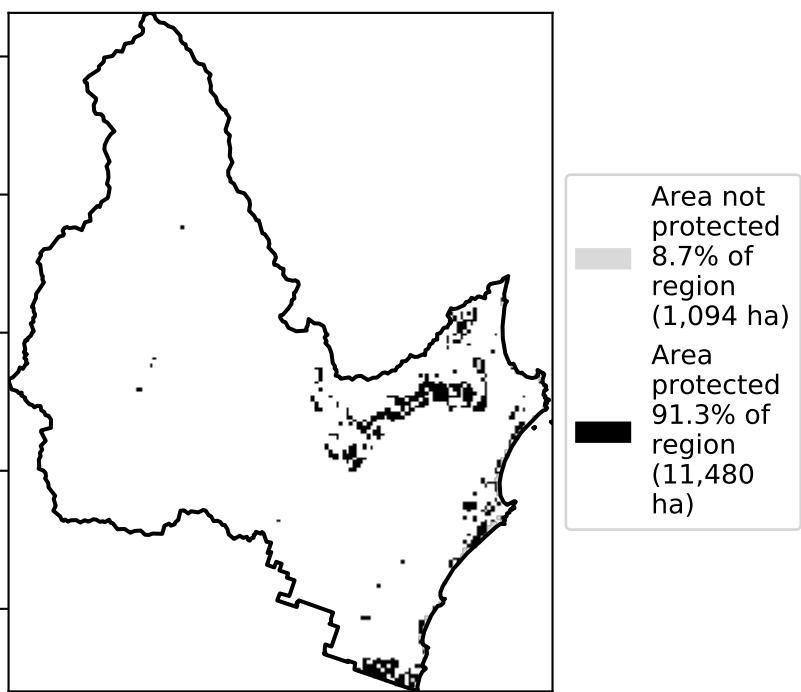 Area not
protected
8.7% of
region
(1,094 ha)
Area
protected
91.3% of
region
(11,480
ha)